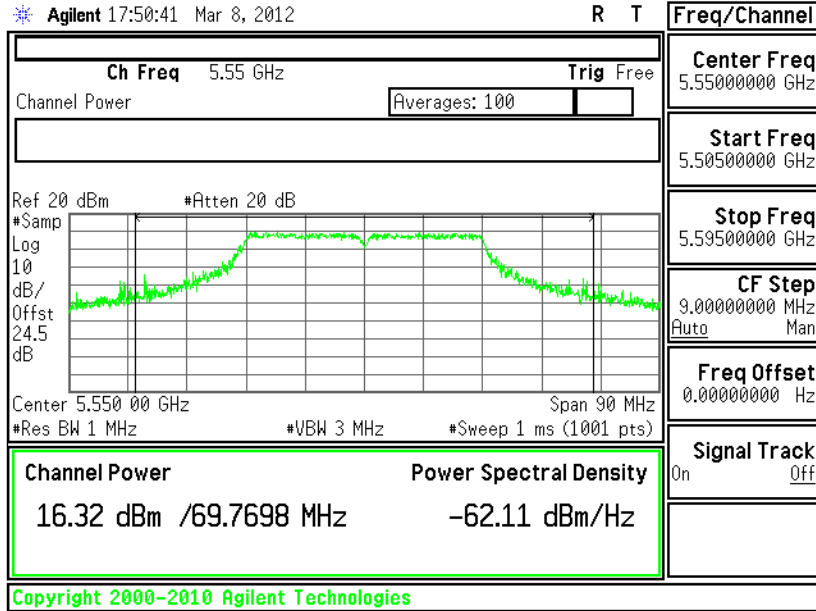 Agilent 17:50:41 Mar 8, 2012 R T Freq/Channel
Ch Freq 5.55 GHz Trig Free
Channel Power Averages: 100
Center Freq
5.55000000 GHz
Start Freq
5.50500000 GHz
Stop Freq
5.59500000 GHz
CF Step
9.00000000 MHz
Auto Man
Freq Offset
0.00000000 Hz
Signal Track
On Off
Ref 20 dBm #Atten 20 dB
#Samp
Log
10
dB/
Offst
24.5
dB
Center 5.550 00 GHz Span 90 MHz
#Res BW 1 MHz #VBW 3 MHz #Sweep 1 ms (1001 pts)
Channel Power Power Spectral Density
16.32 dBm /69.7698 MHz -62.11 dBm/Hz
Copyright 2000-2010 Agilent Technologies